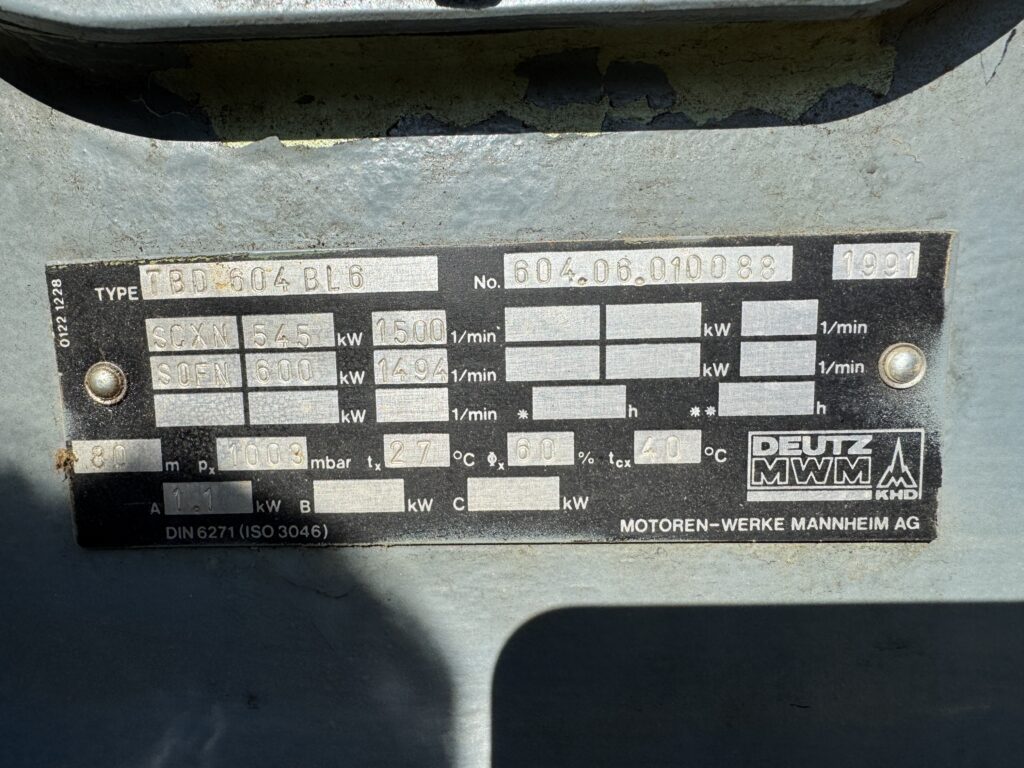 0122 1228
TYPE TBD 604 BL6 No. 604.06.010088 1991
SCXN 545 kW 1500 1/min kW 1/min
SOFN 600 kW 1494 1/min kW 1/min
kW 1/min * h ** h
80 m px 1003 mbar tx 27 °C Φx 60 % tcx 40 °C
A 1.1 kW B kW C kW
DEUTZ
MWM
KHD
DIN 6271 (ISO 3046) MOTOREN-WERKE MANNHEIM AG